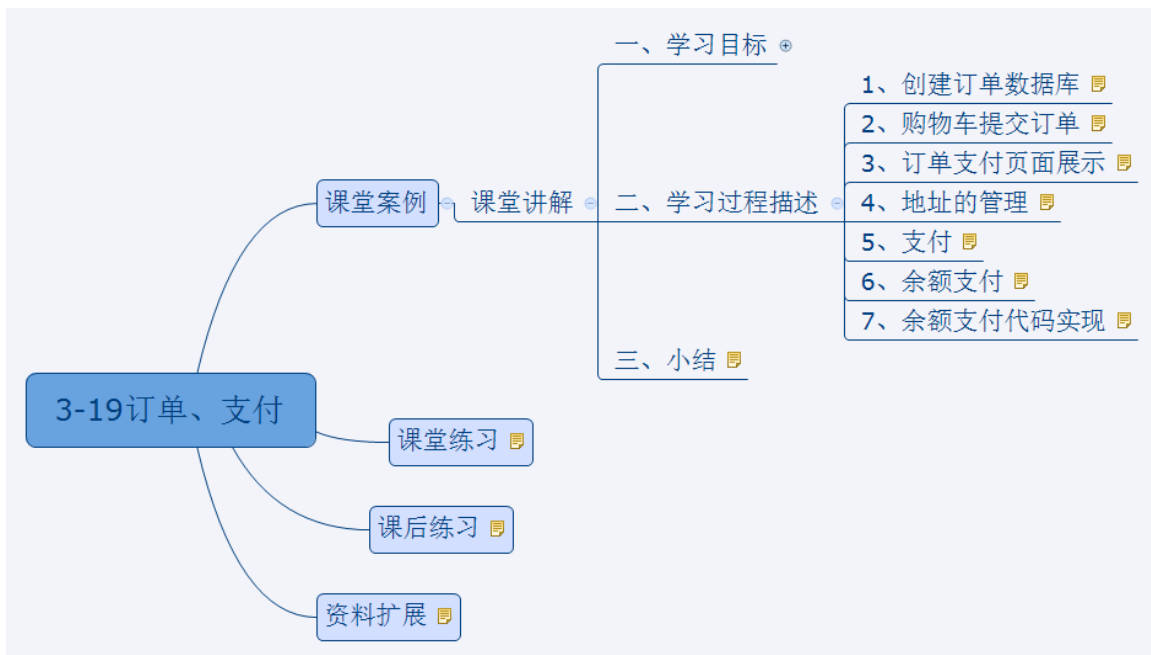 3-19订单、支付
课堂案例
课堂讲解
一、学习目标
二、学习过程描述
1、创建订单数据库
2、购物车提交订单
3、订单支付页面展示
4、地址的管理
5、支付
6、余额支付
7、余额支付代码实现
三、小结
课堂练习
课后练习
资料扩展